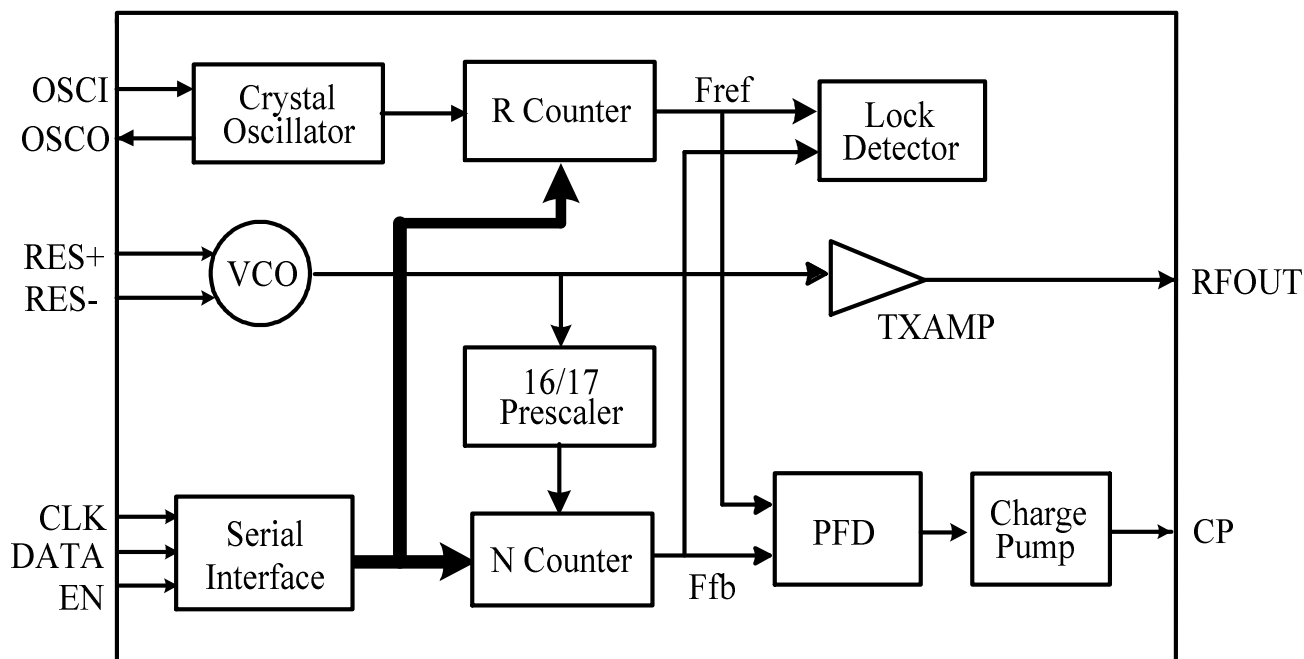 OSCI
OSCO
Crystal
Oscillator
R Counter
Fref
Lock
Detector
RES+
RES-
VCO
TXAMP
RFOUT
16/17
Prescaler
CLK
DATA
EN
Serial
Interface
N Counter
Ffb
PFD
Charge
Pump
CP